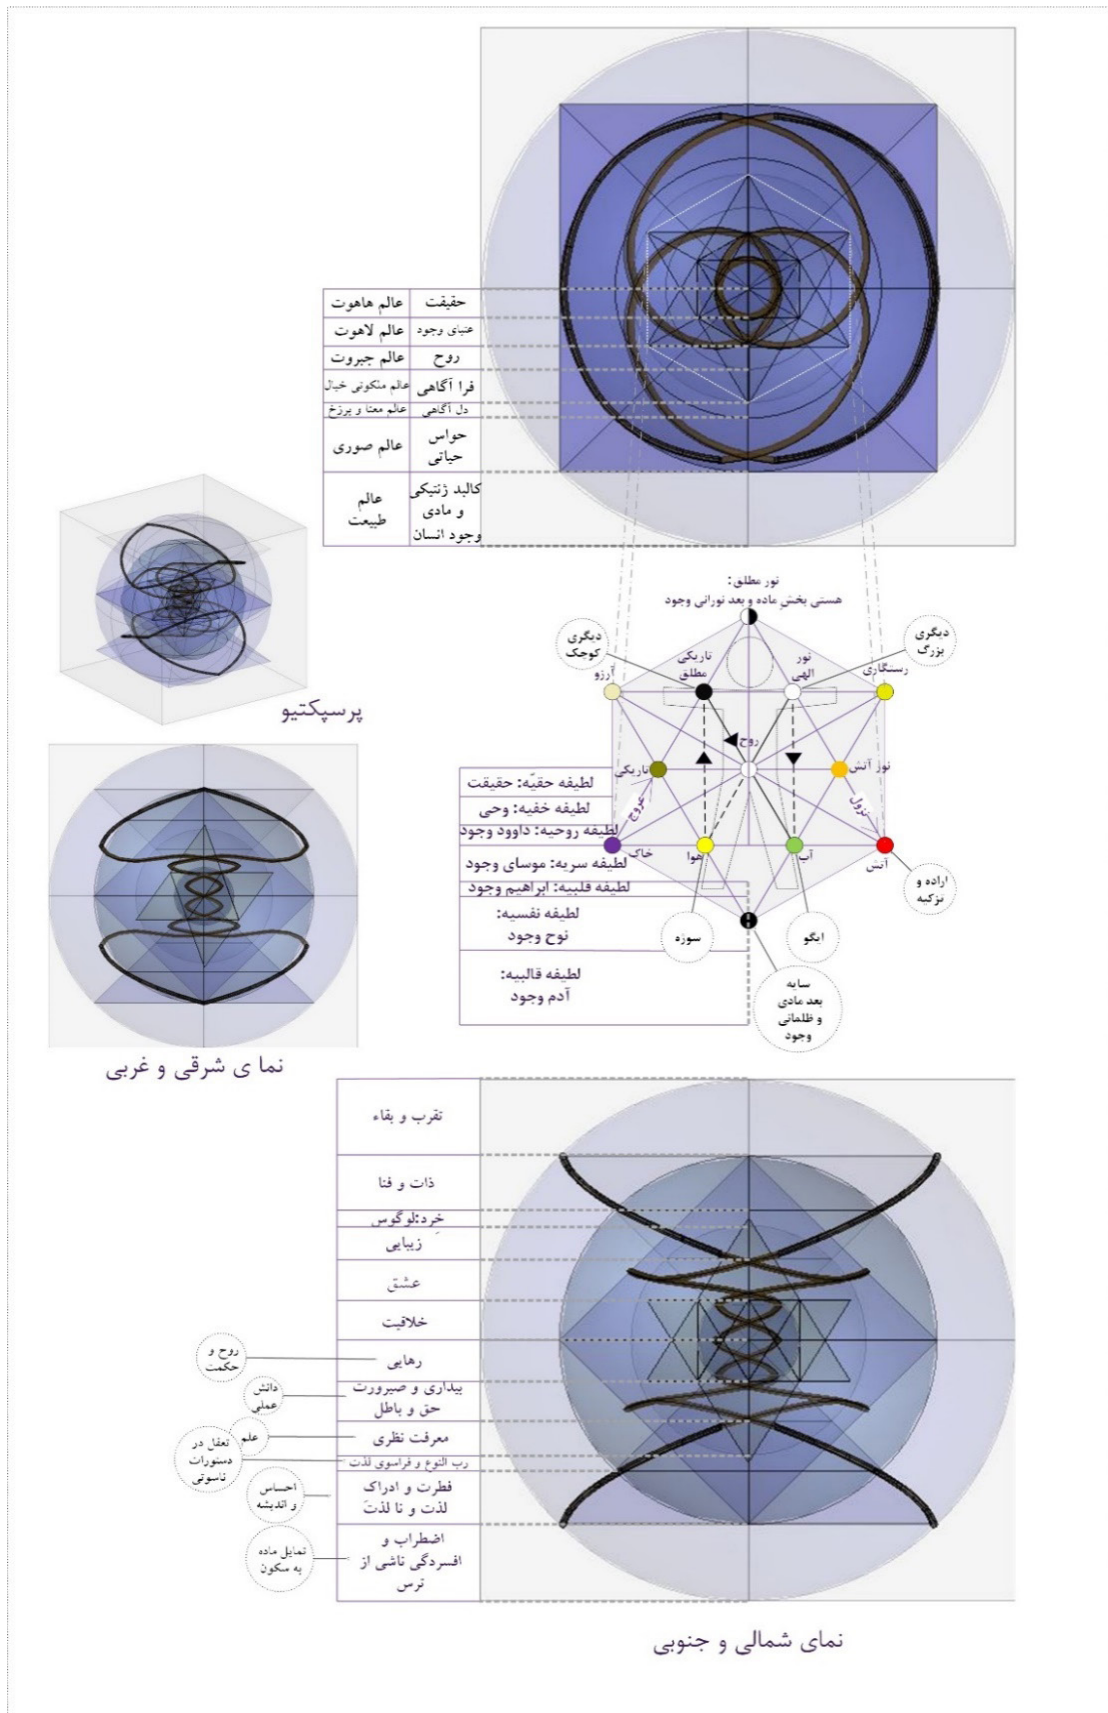 عالم هاهوت
حقیقت
عالم لاهوت
عنیای وجود
عالم جبروت
روح
عالم ملکوتی خیال
فرا آگاهی
عالم معنا و برزخ
دل آگاهی
عالم صوری
حواس
حیاتی
عالم
طبیعت
کالبد ژنتیکی
و مادی
وجود انسان
پرسپکتیو
نما ی شرقی و غربی
نور مطلق:
هستی بخشِ ماده و بعد نورانی وجود
دیگری
بزرگ
دیگری
کوچک
رستگاری
نور
الهی
تاریکی
مطلق
آرزو
روح
نور آتش
تاریکی
نزول
عروج
آتش
آب
هوا
خاک
اراده و
تزکیه
ایگو
سوژه
سایه
بعد مادی
و ظلمانی
وجود
لطیفه حقیّه: حقیقت
لطیفه خفیه: وحی
لطیفه روحیه: داوود وجود
لطیفه سریه: موسای وجود
لطیفه قلبیه: ابراهیم وجود
لطیفه نفسیه:
نوح وجود
لطیفه قالبیه:
آدم وجود
تقرب و بقاء
ذات و فنا
خِرد:لوگوس
زیبایی
عشق
خلاقیت
رهایی
روح و
حکمت
بیداری و صیرورت
حق و باطل
دانش
عملی
معرفت نظری
علم
رب النوع و فراسوی لذت
تعقل در
دستورات
ناسوتی
فطرت و ادراک
لذت و نا لذت
احساس
و اندیشه
اضطراب و
افسردگی ناشی از
ترس
تمایل ماده
به سکون
نمای شمالی و جنوبی